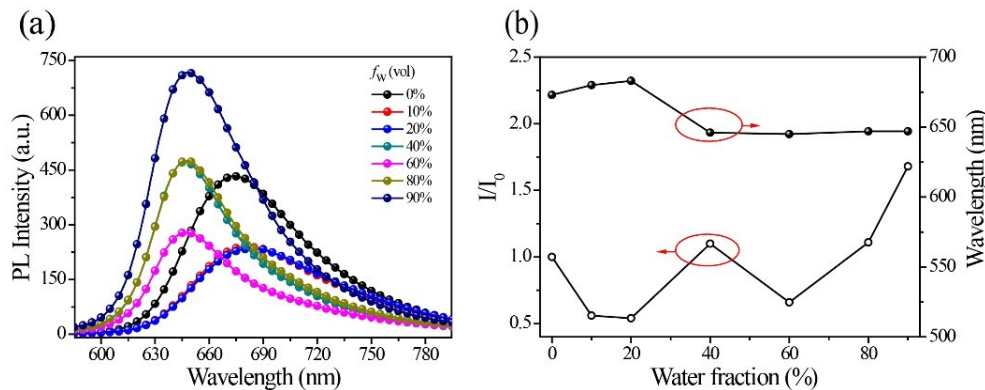 (a)
750
600
450
300
150
0
PL Intensity (a.u.)
600 630 660 690 720 750 780
Wavelength (nm)
fw (vol)
0%
10%
20%
40%
60%
80%
90%
(b)
2.5
2.0
1.5
1.0
0.5
I/I0
0 20 40 60 80
Water fraction (%)
700
650
600
550
500
Wavelength (nm)